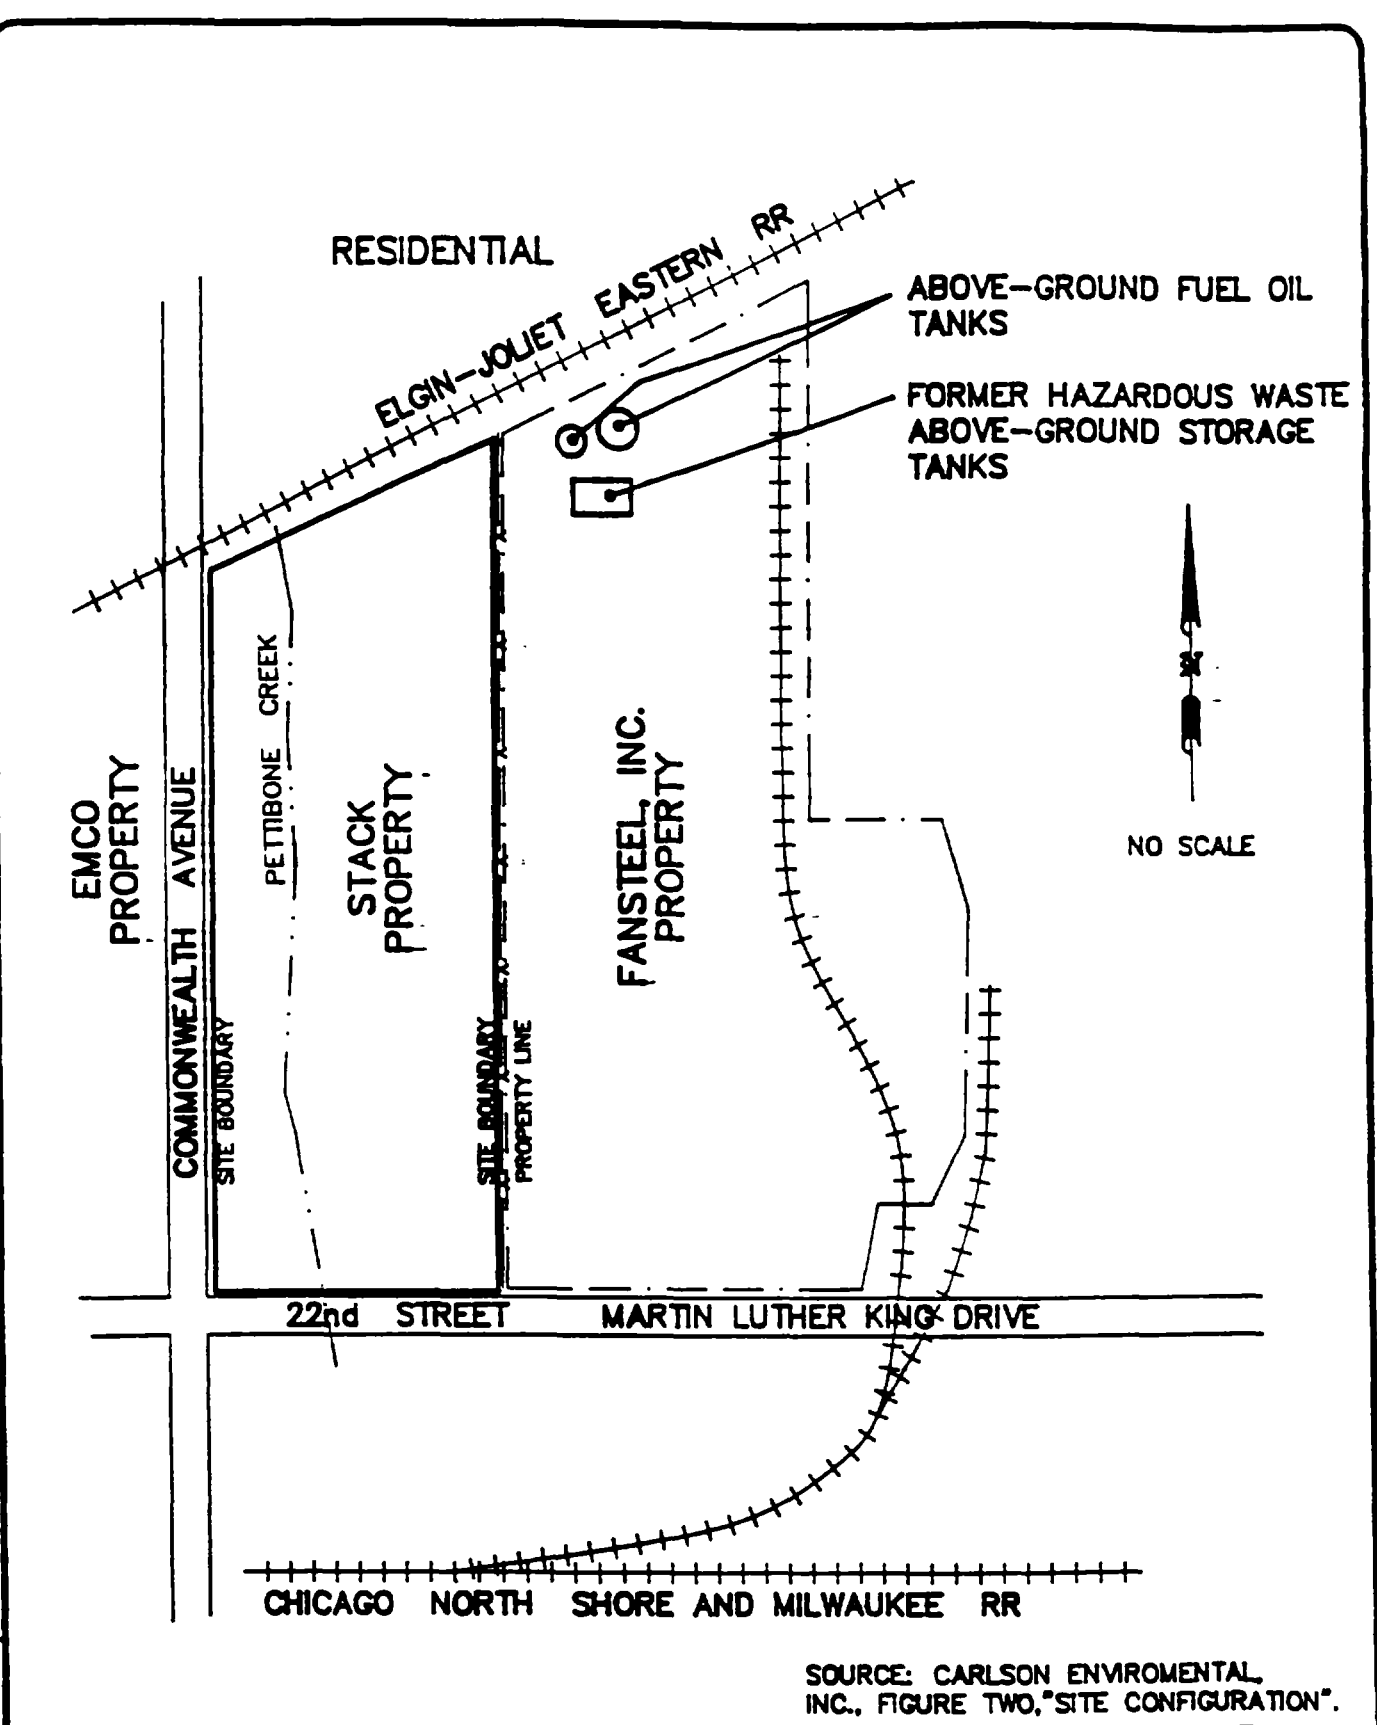 RESIDENTIAL
ELGIN-JOLIET EASTERN RR
ABOVE-GROUND FUEL OIL
TANKS
FORMER HAZARDOUS WASTE
ABOVE-GROUND STORAGE
TANKS
EMCO
PROPERTY
COMMONWEALTH AVENUE
PETTIBONE CREEK
STACK
PROPERTY
FANSTEEL, INC.
PROPERTY
NO SCALE
SITE BOUNDARY
SITE BOUNDARY
PROPERTY LINE
22nd STREET
MARTIN LUTHER KING DRIVE
CHICAGO NORTH SHORE AND MILWAUKEE RR
SOURCE: CARLSON ENVIROMENTAL,
INC., FIGURE TWO,"SITE CONFIGURATION".